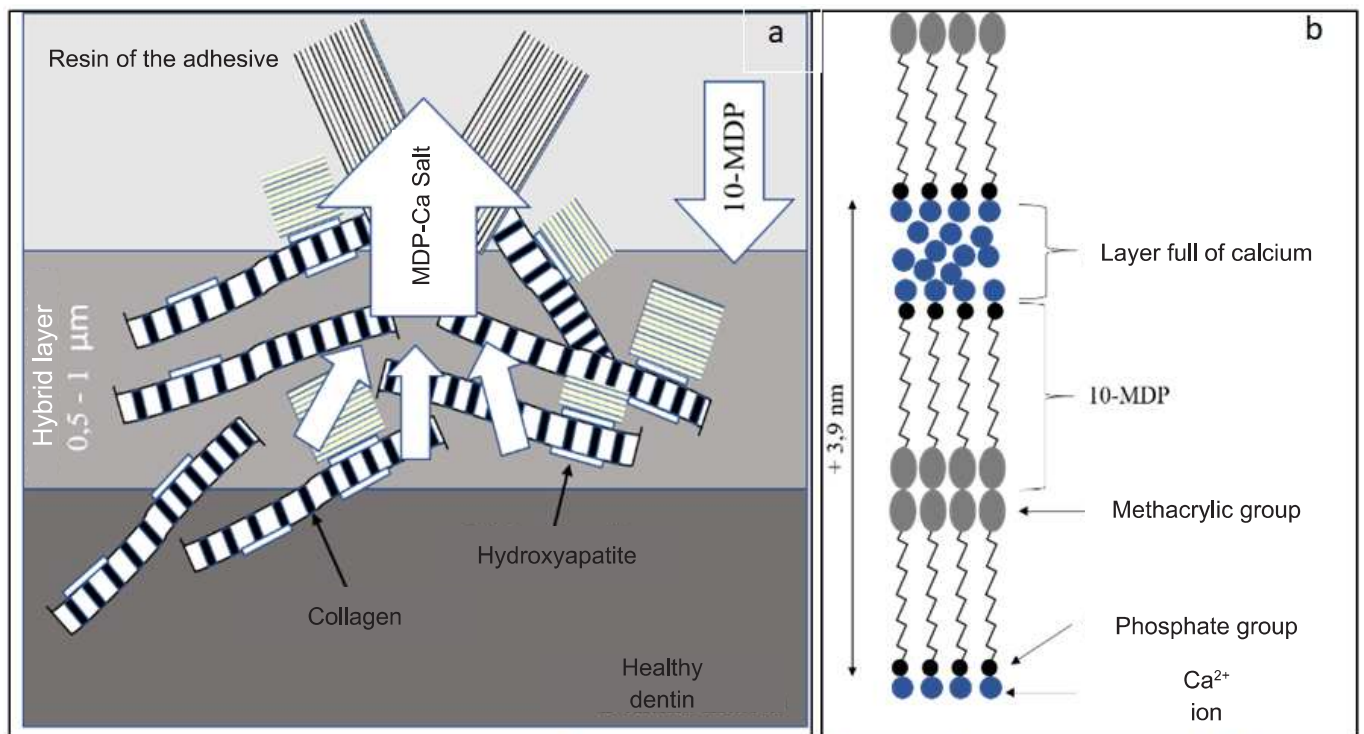 a
Resin of the adhesive
MDP-Ca Salt
10-MDP
Hybrid layer
0,5 - 1 μm
Hydroxyapatite
Collagen
Healthy
dentin
b
Layer full of calcium
+ 3,9 nm
10-MDP
Methacrylic group
Phosphate group
Ca²⁺
ion